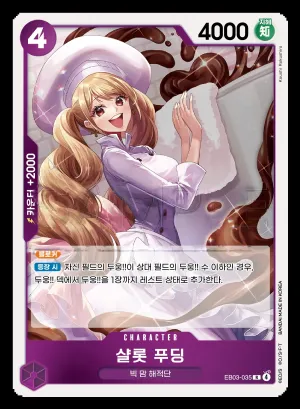 4
4000
지혜
知
카운터 +2000
블로커
등장 시 자신 필드의 두웅!!이 상대 필드의 두웅!! 수 이하인 경우,
두웅!! 덱에서 두웅!!을 1장까지 레스트 상태로 추가한다.
CHARACTER
샬롯 푸딩
빅 맘 해적단
EB03-035 R
BANDAI MADE IN KOREA